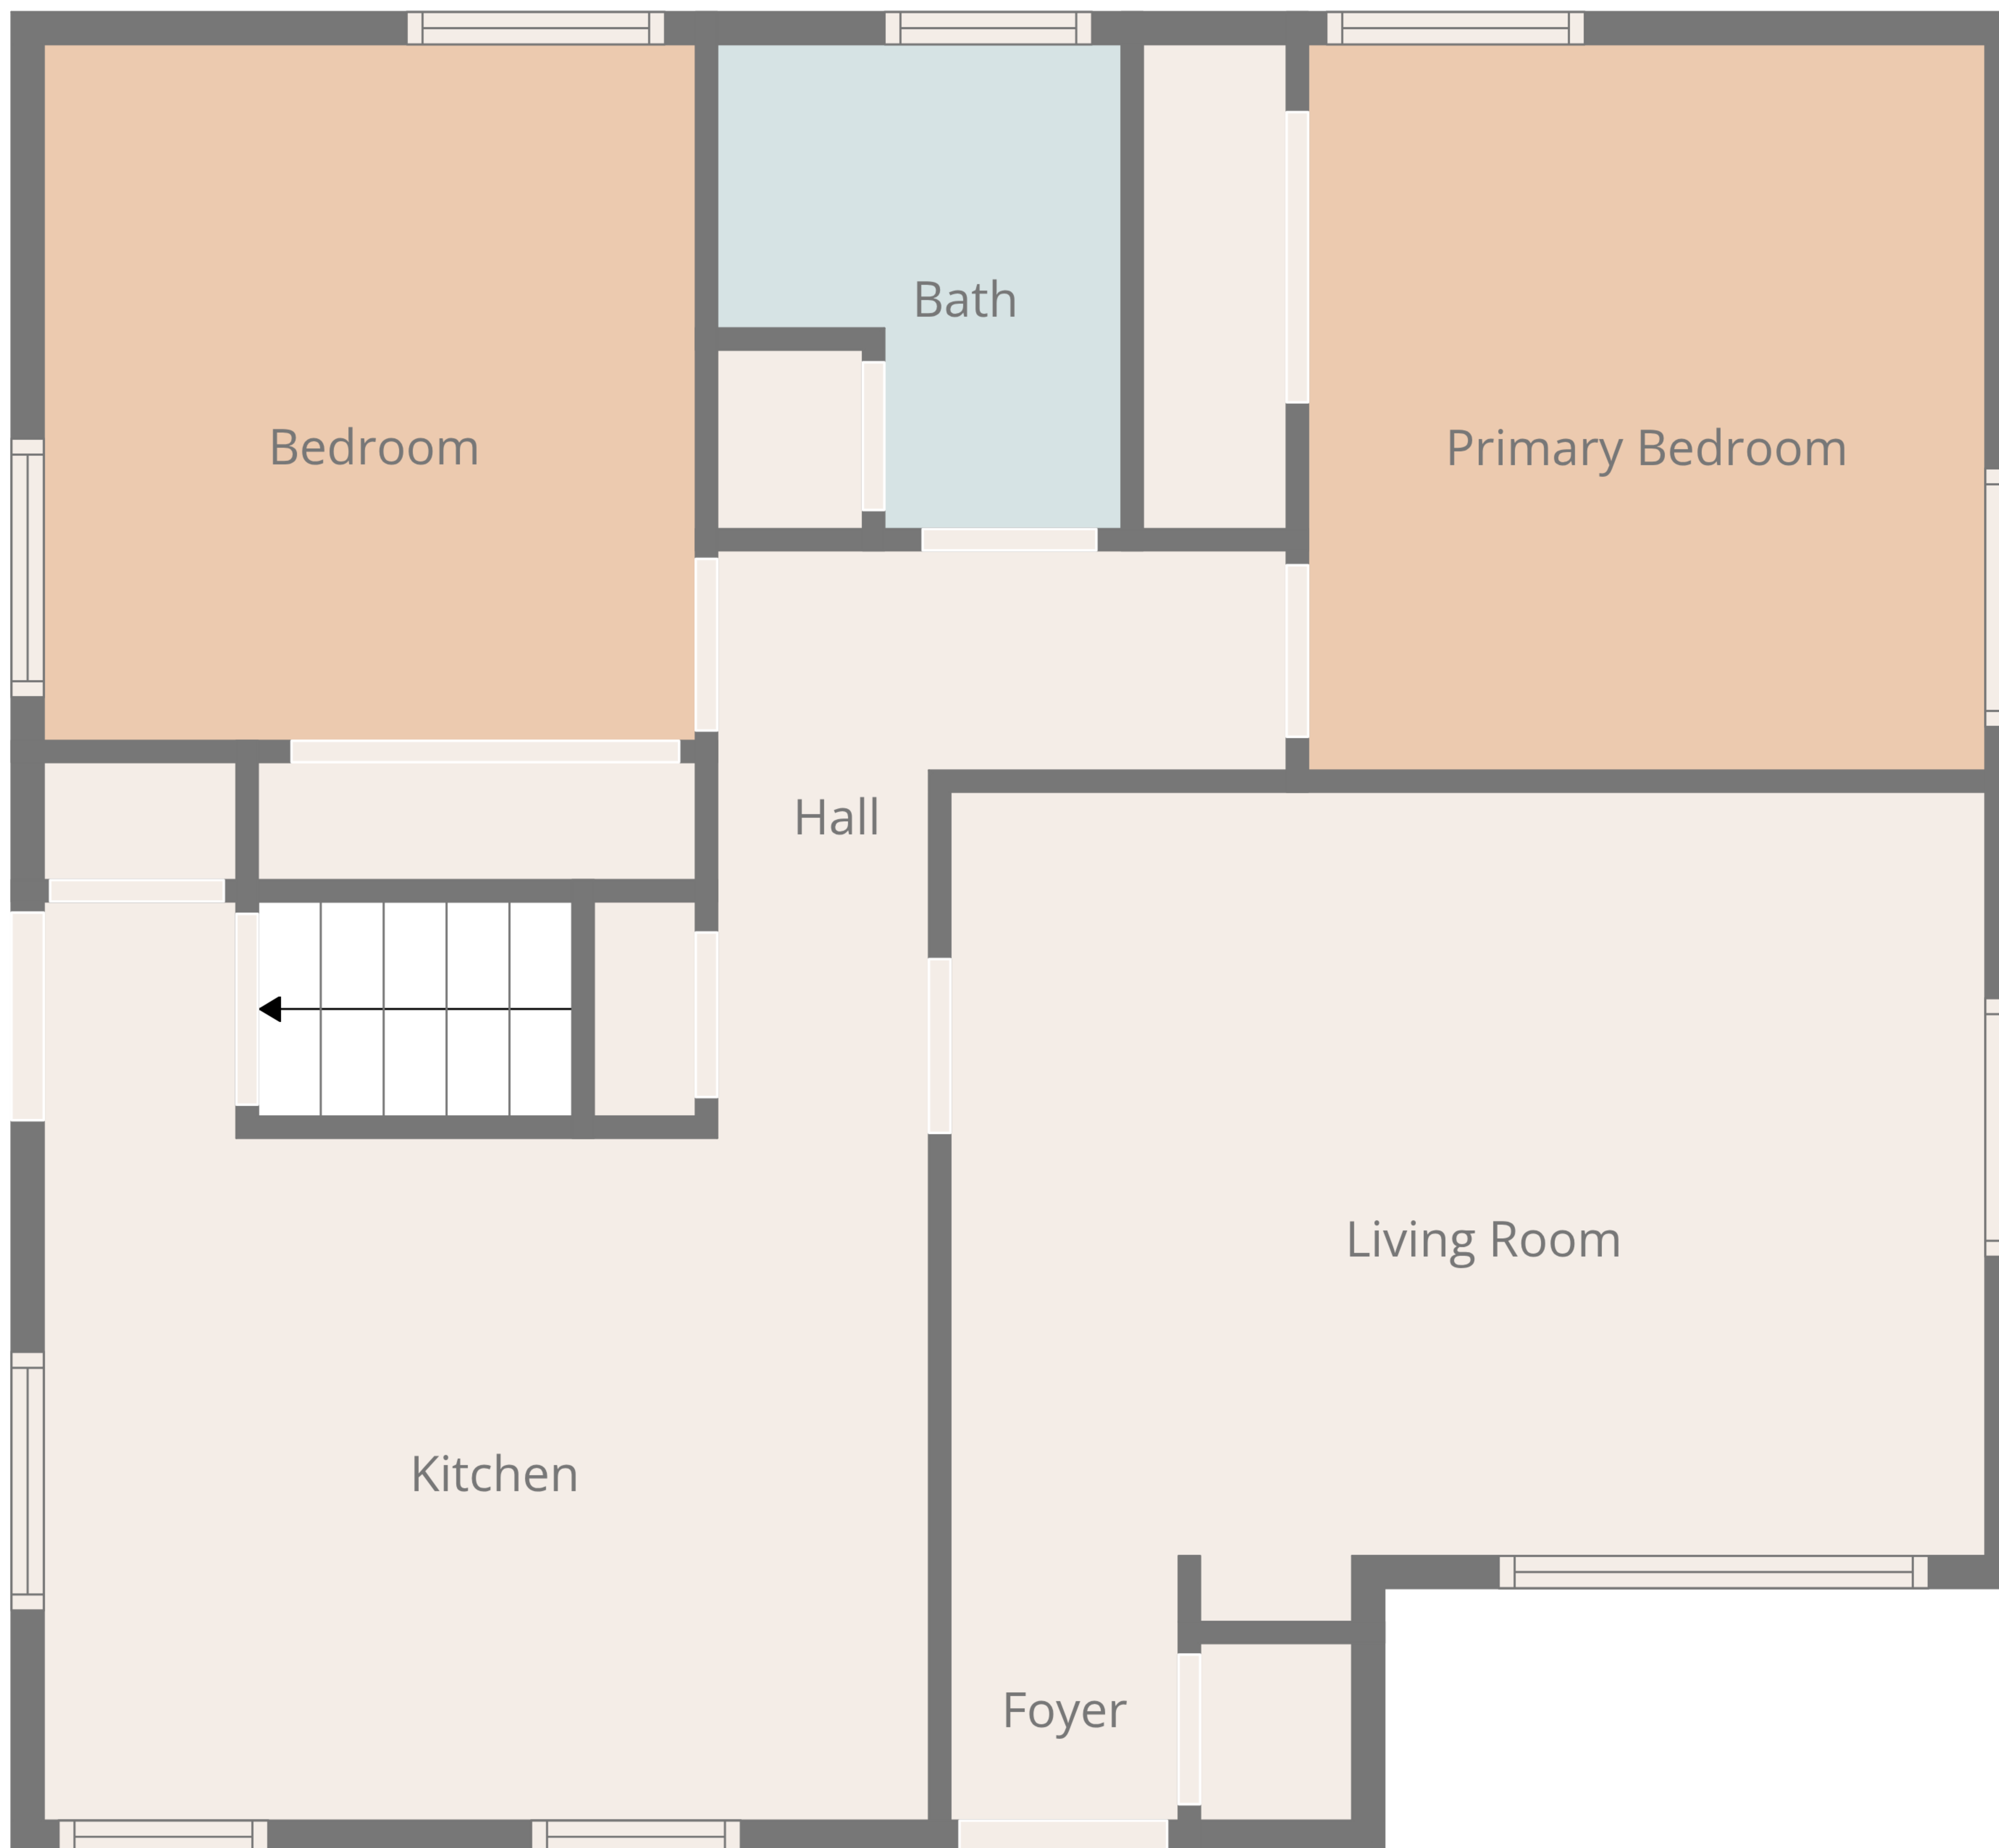 Bath
Bedroom
Primary Bedroom
Hall
Living Room
Kitchen
Foyer